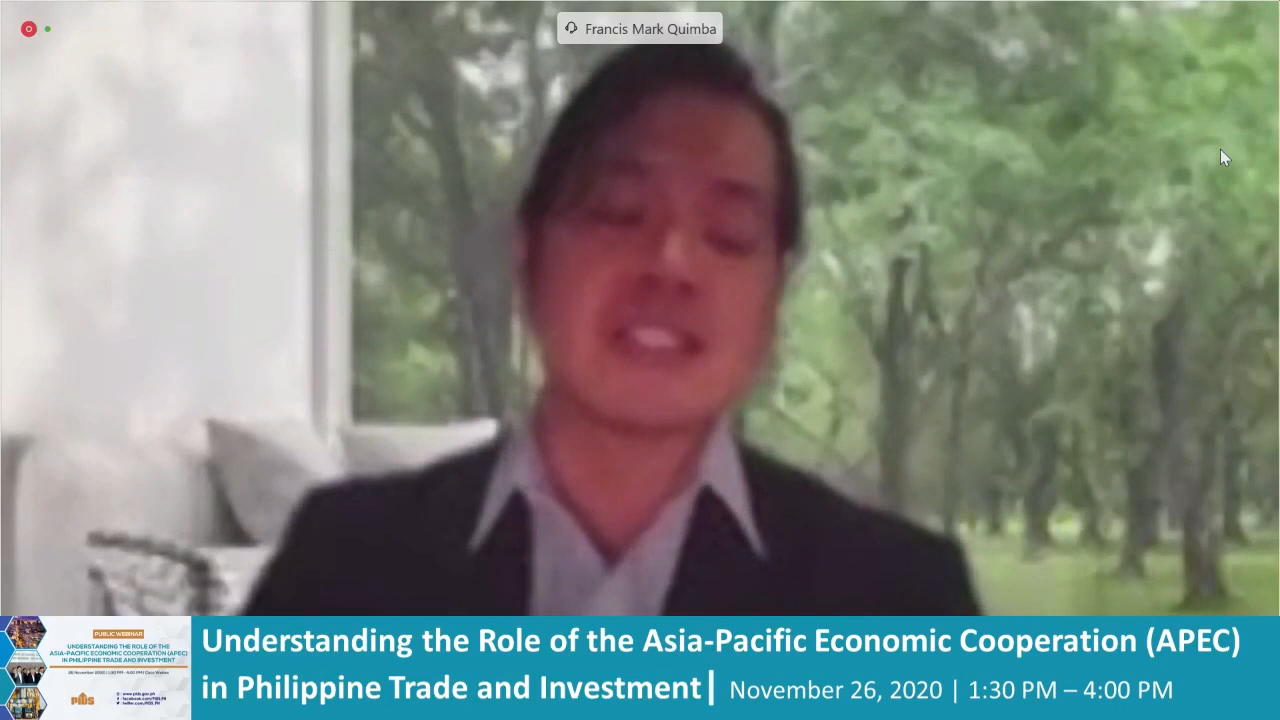 Francis Mark Quimba
PUBLIC WEBINAR
UNDERSTANDING THE ROLE OF THE
ASIA-PACIFIC ECONOMIC COOPERATION (APEC)
IN PHILIPPINE TRADE AND INVESTMENT
Understanding the Role of the Asia-Pacific Economic Cooperation (APEC)
in Philippine Trade and Investment| November 26, 2020 | 1:30 PM – 4:00 PM